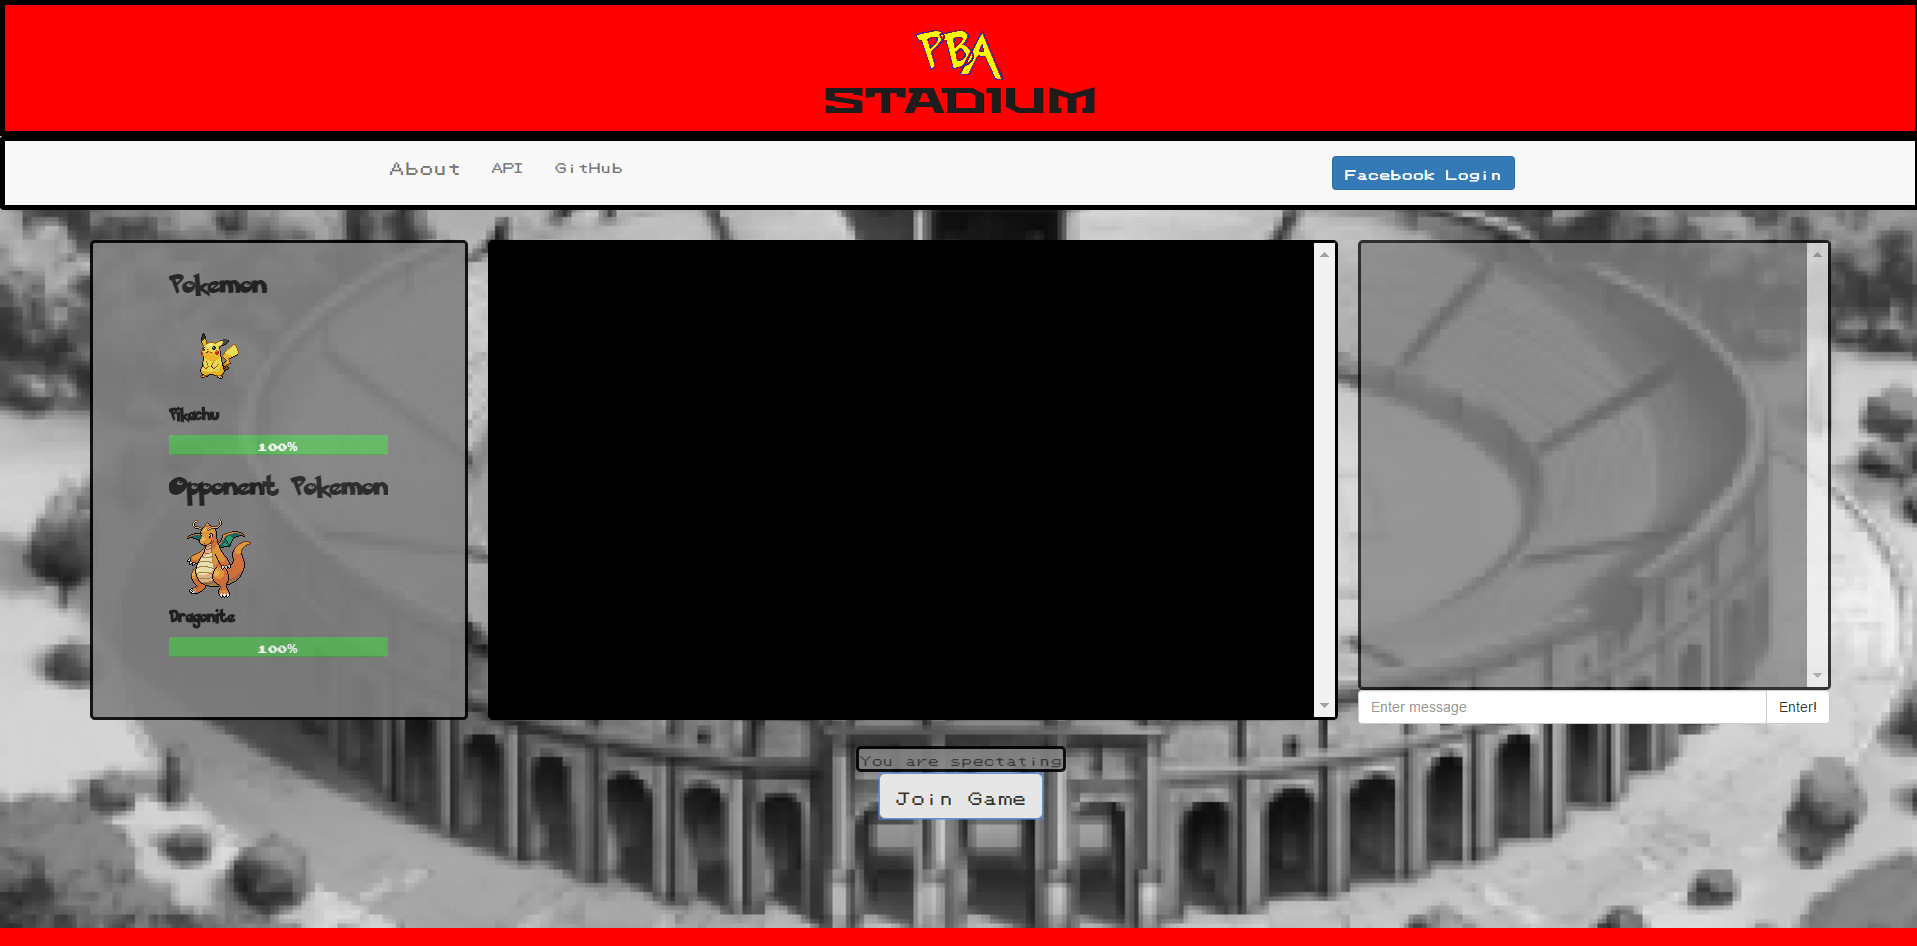 PBA
STADIUM
About API GitHub
Facebook Login
Pokemon
Pikachu
100%
Opponent Pokemon
Dragonite
100%
Enter message
Enter!
You are spectating
Join Game